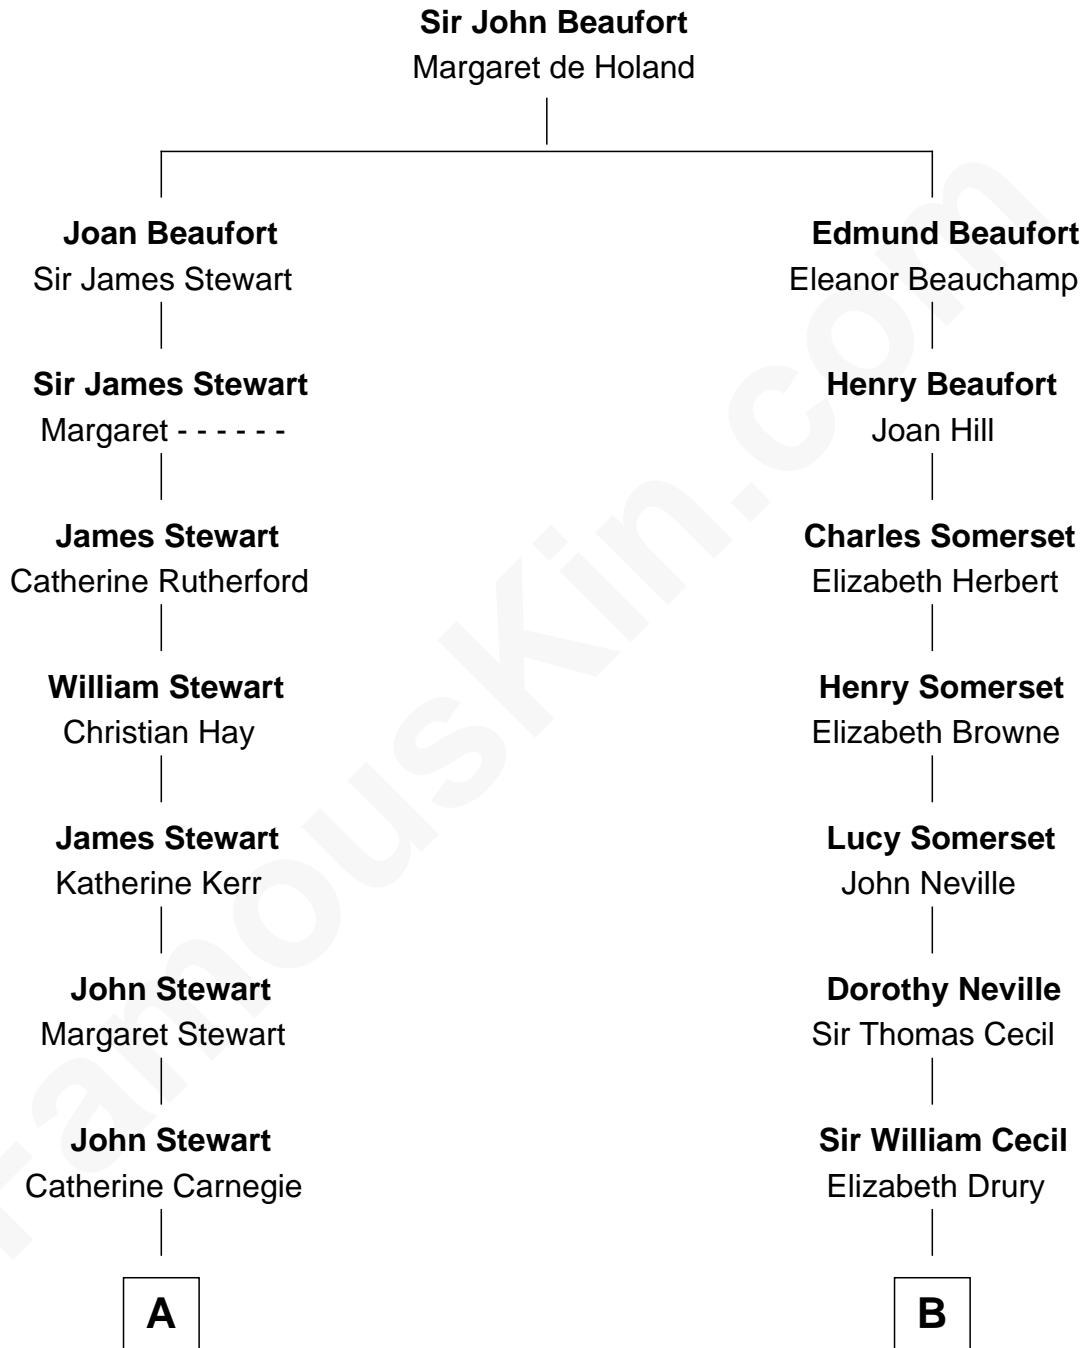 Sir John Beaufort
Margaret de Holand
Joan Beaufort
Sir James Stewart
Edmund Beaufort
Eleanor Beauchamp
Sir James Stewart
Margaret - - - - - -
Henry Beaufort
Joan Hill
James Stewart
Catherine Rutherford
Charles Somerset
Elizabeth Herbert
William Stewart
Christian Hay
Henry Somerset
Elizabeth Browne
James Stewart
Katherine Kerr
Lucy Somerset
John Neville
John Stewart
Margaret Stewart
Dorothy Neville
Sir Thomas Cecil
John Stewart
Catherine Carnegie
Sir William Cecil
Elizabeth Drury
A
B
FamousKin.com